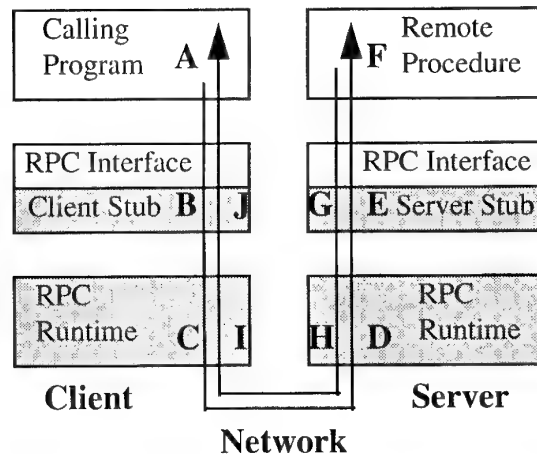 Calling
Program A
Remote
F Procedure
RPC Interface
Client Stub B J
RPC Interface
G E Server Stub
RPC
Runtime C I
RPC
H D Runtime
Client
Server
Network